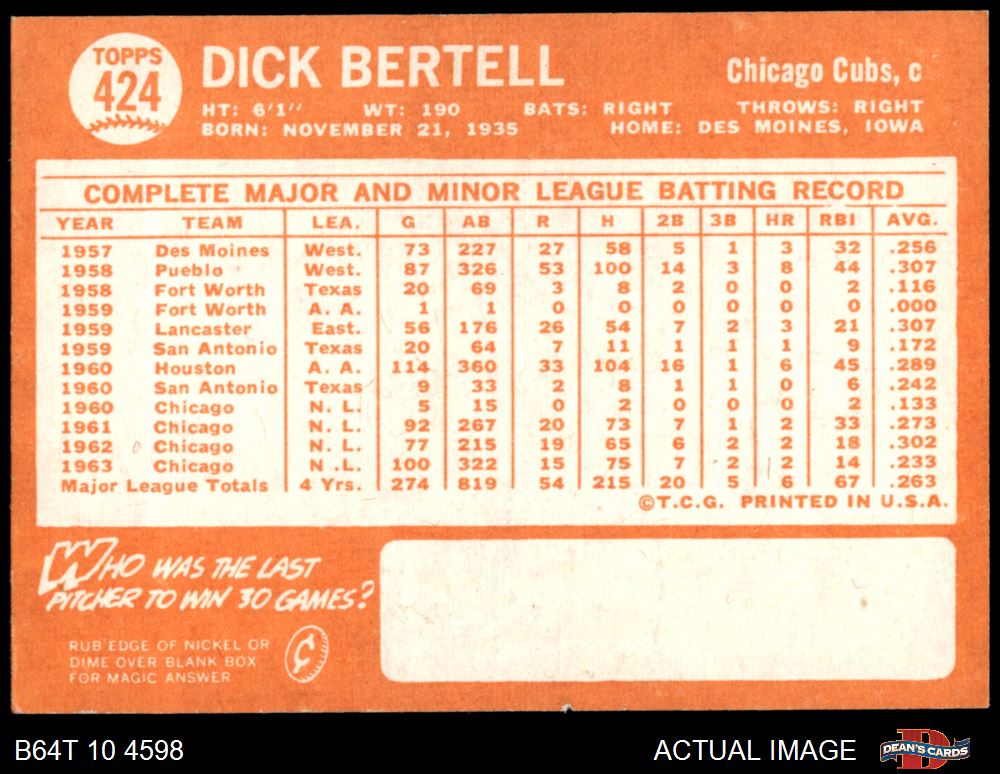 TOPPS
424
DICK BERTELL
Chicago Cubs, c
HT: 6'1" WT: 190 BATS: RIGHT THROWS: RIGHT
BORN: NOVEMBER 21, 1935 HOME: DES MOINES, IOWA
COMPLETE MAJOR AND MINOR LEAGUE BATTING RECORD
YEAR TEAM LEA. G AB R H 2B 3B HR RBI AVG.
1957 Des Moines West. 73 227 27 58 5 1 3 32 .256
1958 Pueblo West. 87 326 53 100 14 3 8 44 .307
1958 Fort Worth Texas 20 69 3 8 2 0 0 2 .116
1959 Fort Worth A. A. 1 1 0 0 0 0 0 0 .000
1959 Lancaster East. 56 176 26 54 7 2 3 21 .307
1959 San Antonio Texas 20 64 7 11 1 1 1 9 .172
1960 Houston A. A. 114 360 33 104 16 1 6 45 .289
1960 San Antonio Texas 9 33 2 8 1 1 0 6 .242
1960 Chicago N. L. 5 15 0 2 0 0 0 2 .133
1961 Chicago N. L. 92 267 20 73 7 1 2 33 .273
1962 Chicago N. L. 77 215 19 65 6 2 2 18 .302
1963 Chicago N .L. 100 322 15 75 7 2 2 14 .233
Major League Totals 4 Yrs. 274 819 54 215 20 5 6 67 .263
©T.C.G. PRINTED IN U.S.A.
WHO WAS THE LAST
PITCHER TO WIN 30 GAMES?
RUB EDGE OF NICKEL OR
DIME OVER BLANK BOX
FOR MAGIC ANSWER
¢
B64T 10 4598
ACTUAL IMAGE
DEAN'S CARDS